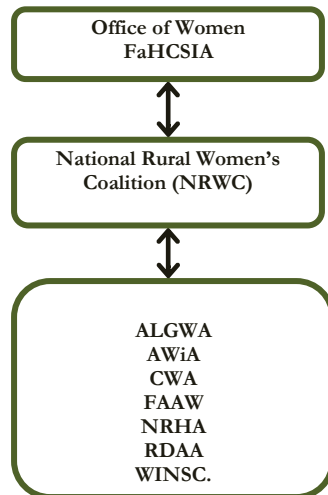 Office of Women
FaHCSIA
National Rural Women's
Coalition (NRWC)
ALGWA
AWiA
CWA
FAAW
NRHA
RDAA
WINSC.